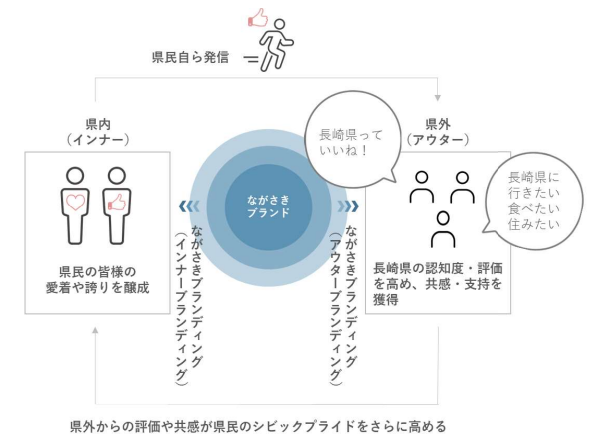 県民自ら発信
県内
（インナー）
県外
（アウター）
長崎県って
いいね！
長崎県に
行きたい
食べたい
住みたい
ながさき
ブランド
県民の皆様の
愛着や誇りを醸成
ながさきブランディング
（インナーブランディング）
ながさきブランディング
（アウターブランディング）
長崎県の認知度・評価
を高め、共感・支持を
獲得
県外からの評価や共感が県民のシビックプライドをさらに高める